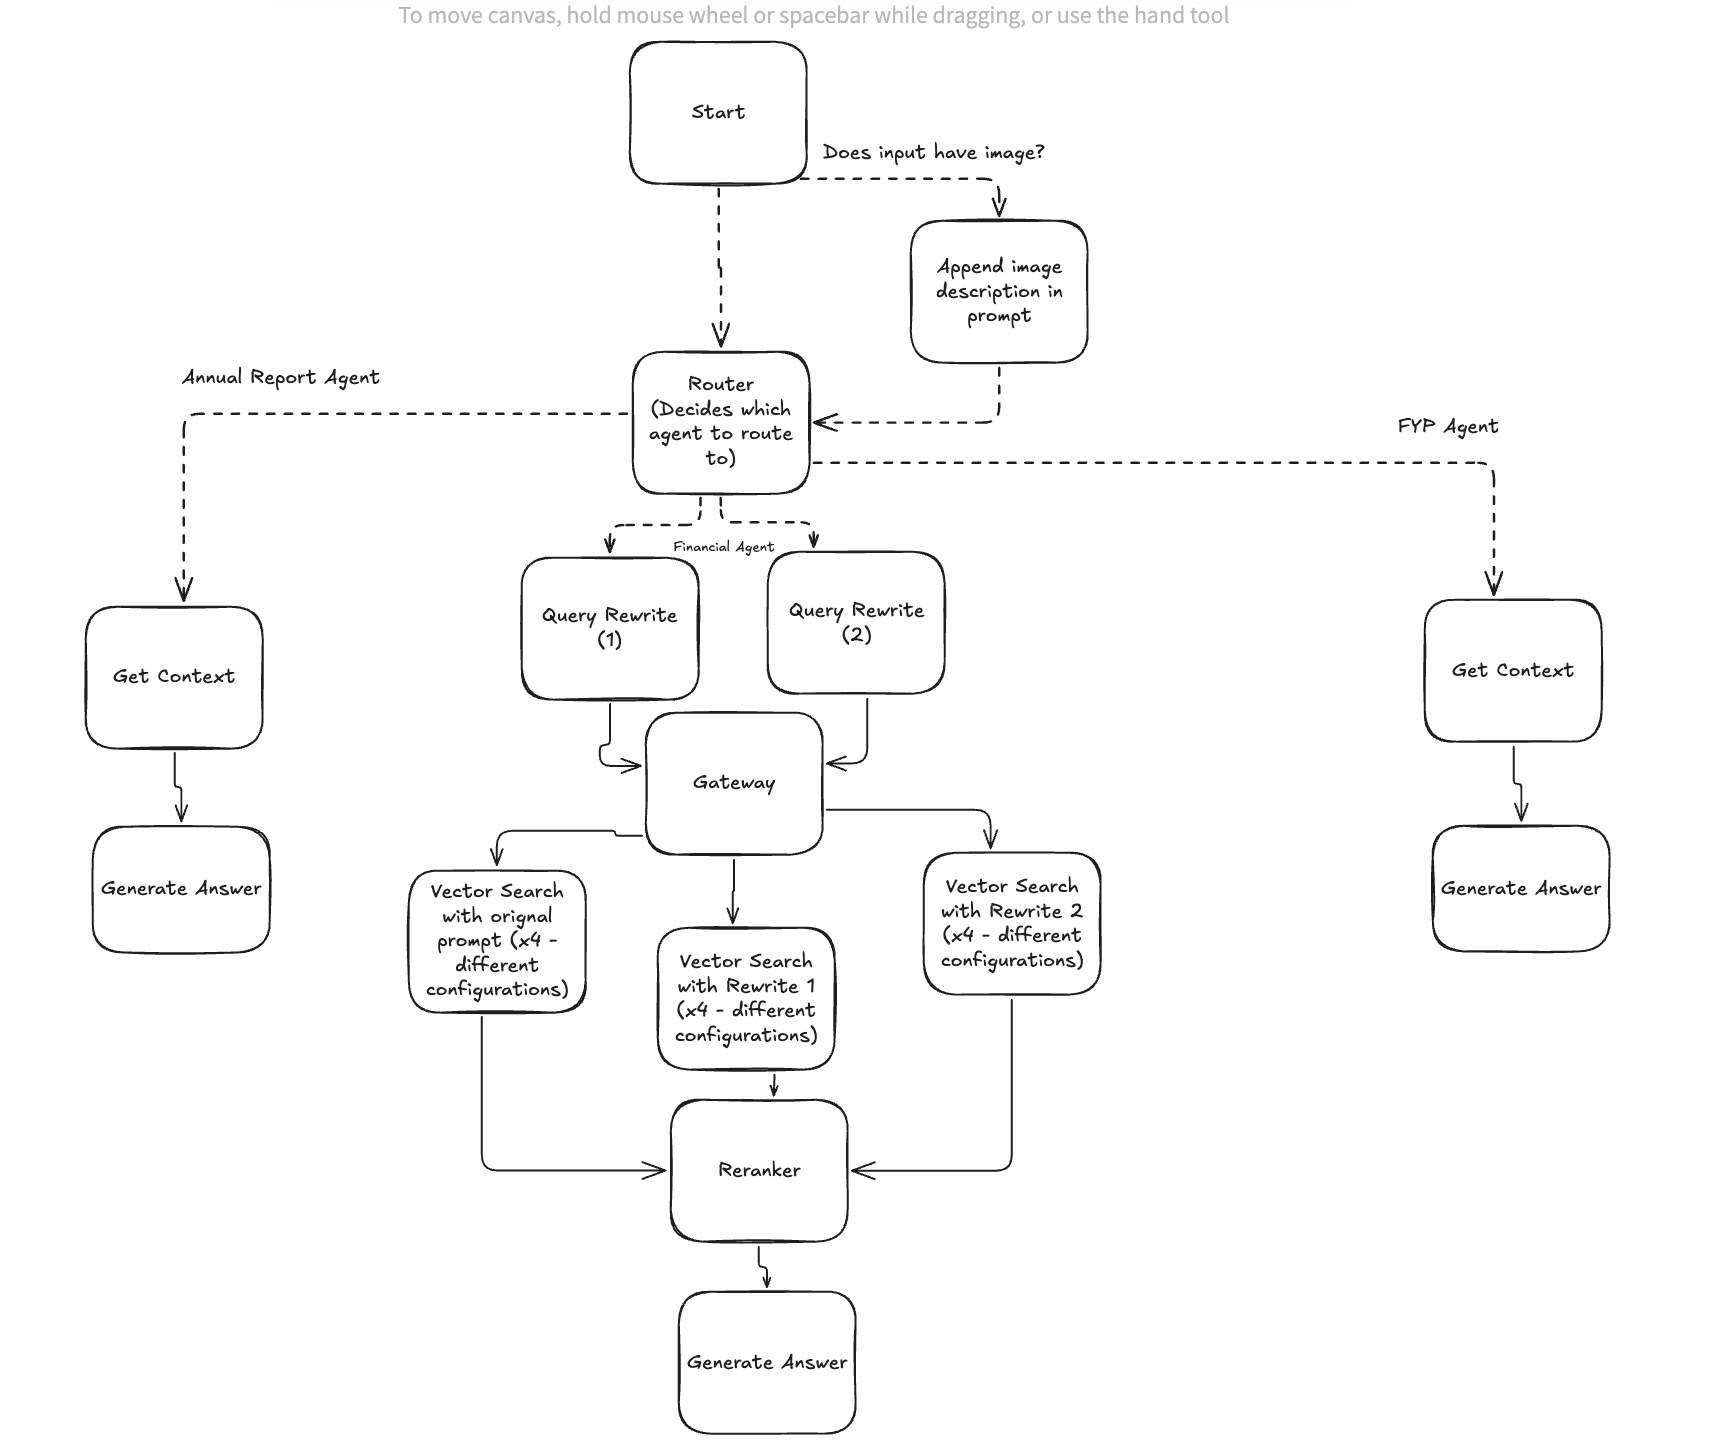 To move canvas, hold mouse wheel or spacebar while dragging, or use the hand tool
Start
Does input have image?
Append image
description in
prompt
Router
(Decides which
agent to route
to)
Annual Report Agent
FYP Agent
Financial Agent
Query Rewrite
(1)
Query Rewrite
(2)
Get Context
Get Context
Gateway
Generate Answer
Vector Search
with orignal
prompt (x4 -
different
configurations)
Vector Search
with Rewrite 1
(x4 - different
configurations)
Vector Search
with Rewrite 2
(x4 - different
configurations)
Generate Answer
Reranker
Generate Answer